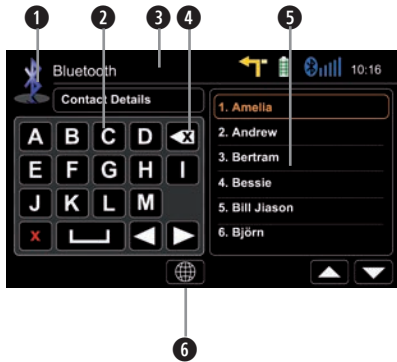 1 2 3 4 5
Bluetooth 10:16
Contact Details
A B C D
E F G H I
J K L M
x
1. Amelia
2. Andrew
3. Bertram
4. Bessie
5. Bill Jiason
6. Björn
6